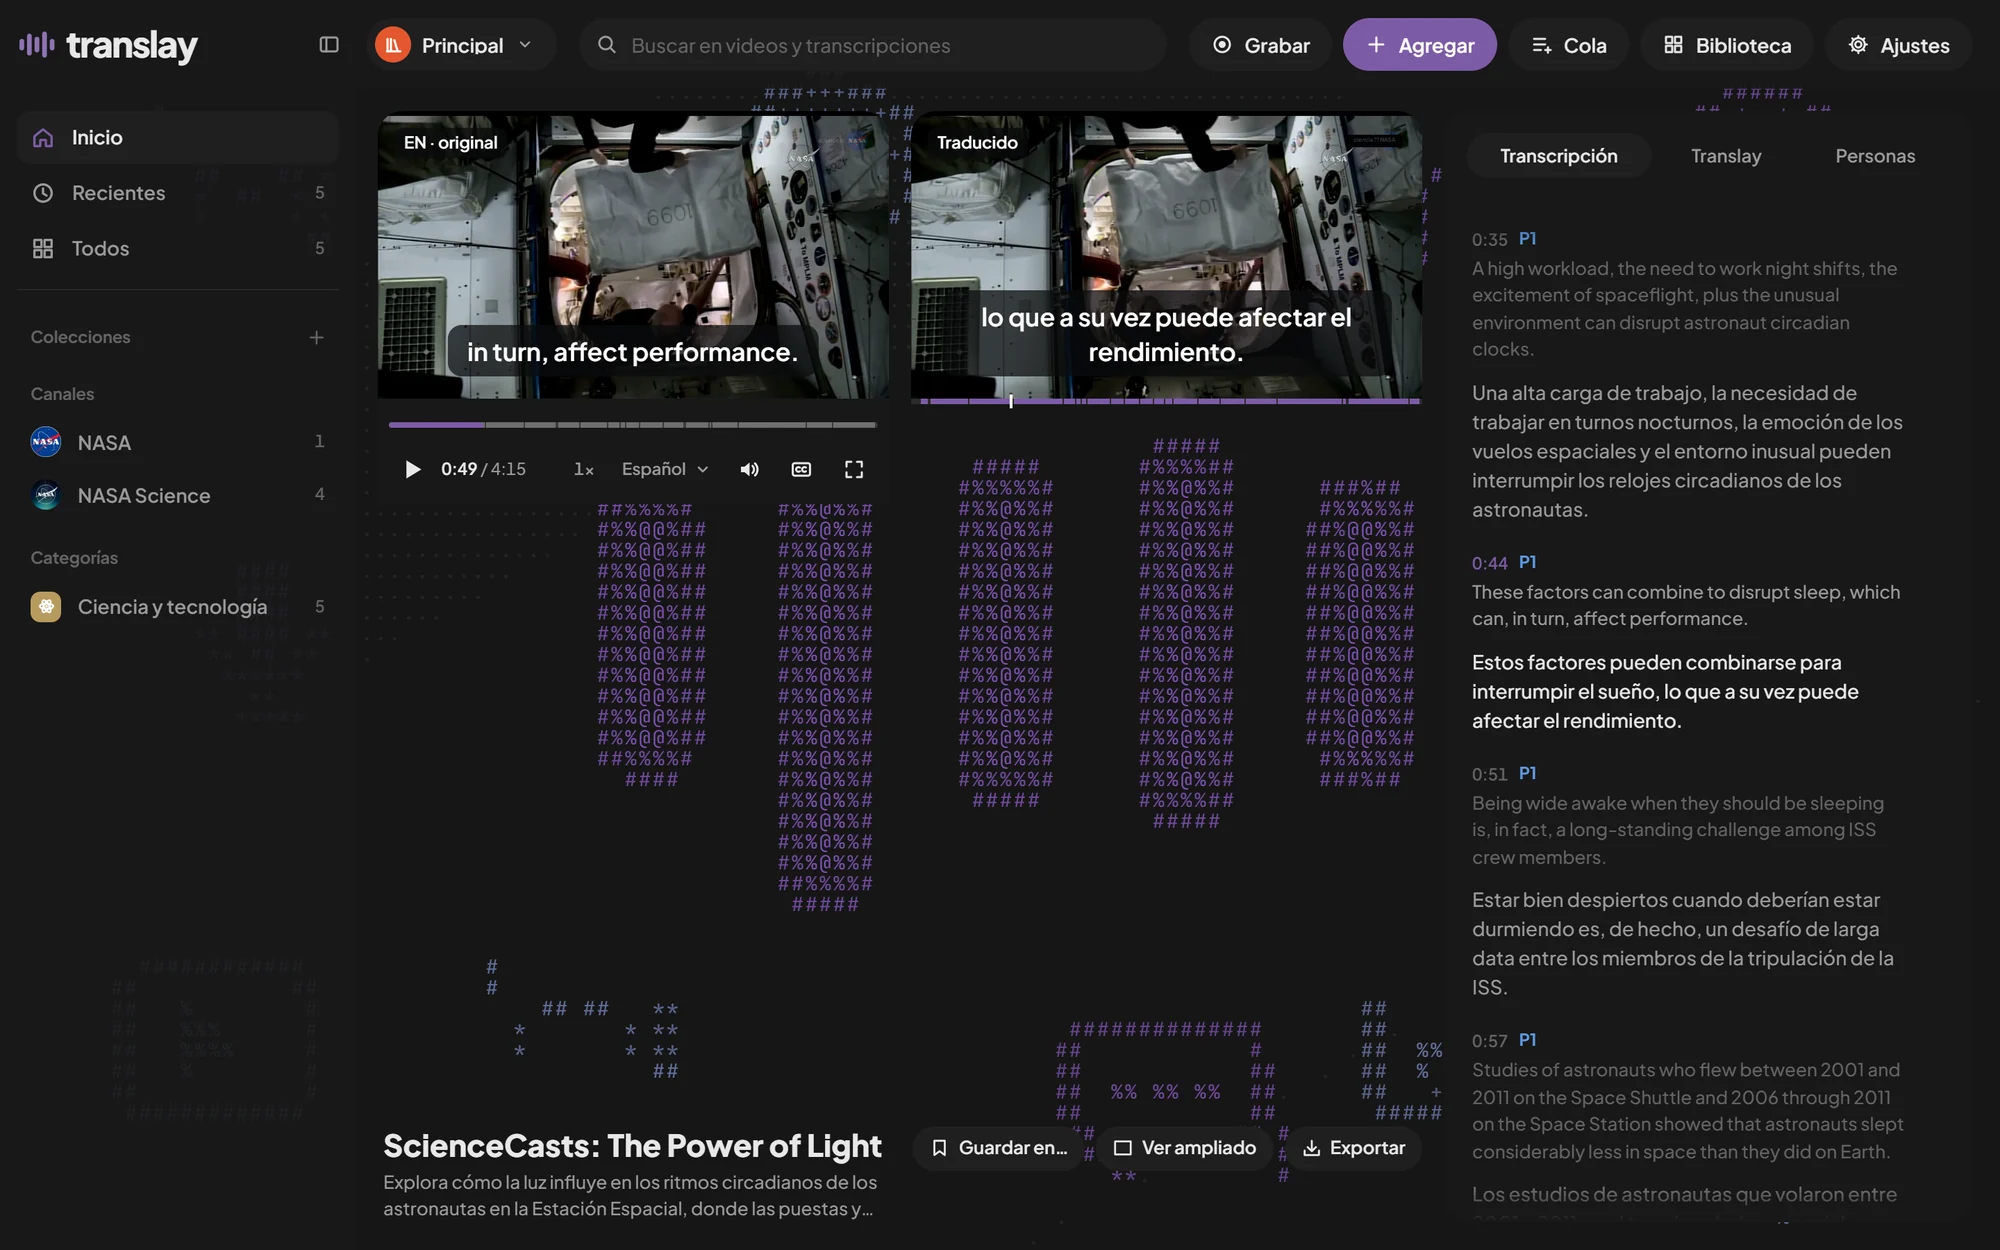 translay
Principal
Buscar en videos y transcripciones
Grabar
Agregar
Cola
Biblioteca
Ajustes
Inicio
Recientes 5
Todos 5
Colecciones
Canales
NASA 1
NASA Science 4
Categorías
Ciencia y tecnología 5
EN · original
in turn, affect performance.
0:49 / 4:15 1× Español
Traducido
lo que a su vez puede afectar el
rendimiento.
ScienceCasts: The Power of Light
Explora cómo la luz influye en los ritmos circadianos de los
astronautas en la Estación Espacial, donde las puestas y…
Guardar en…
Ver ampliado
Exportar
Transcripción
Translay
Personas
0:35 P1
A high workload, the need to work night shifts, the
excitement of spaceflight, plus the unusual
environment can disrupt astronaut circadian
clocks.
Una alta carga de trabajo, la necesidad de
trabajar en turnos nocturnos, la emoción de los
vuelos espaciales y el entorno inusual pueden
interrumpir los relojes circadianos de los
astronautas.
0:44 P1
These factors can combine to disrupt sleep, which
can, in turn, affect performance.
Estos factores pueden combinarse para
interrumpir el sueño, lo que a su vez puede
afectar el rendimiento.
0:51 P1
Being wide awake when they should be sleeping
is, in fact, a long-standing challenge among ISS
crew members.
Estar bien despiertos cuando deberían estar
durmiendo es, de hecho, un desafío de larga
data entre los miembros de la tripulación de la
ISS.
0:57 P1
Studies of astronauts who flew between 2001 and
2011 on the Space Shuttle and 2006 through 2011
on the Space Station showed that astronauts slept
considerably less in space than they did on Earth.
Los estudios de astronautas que volaron entre